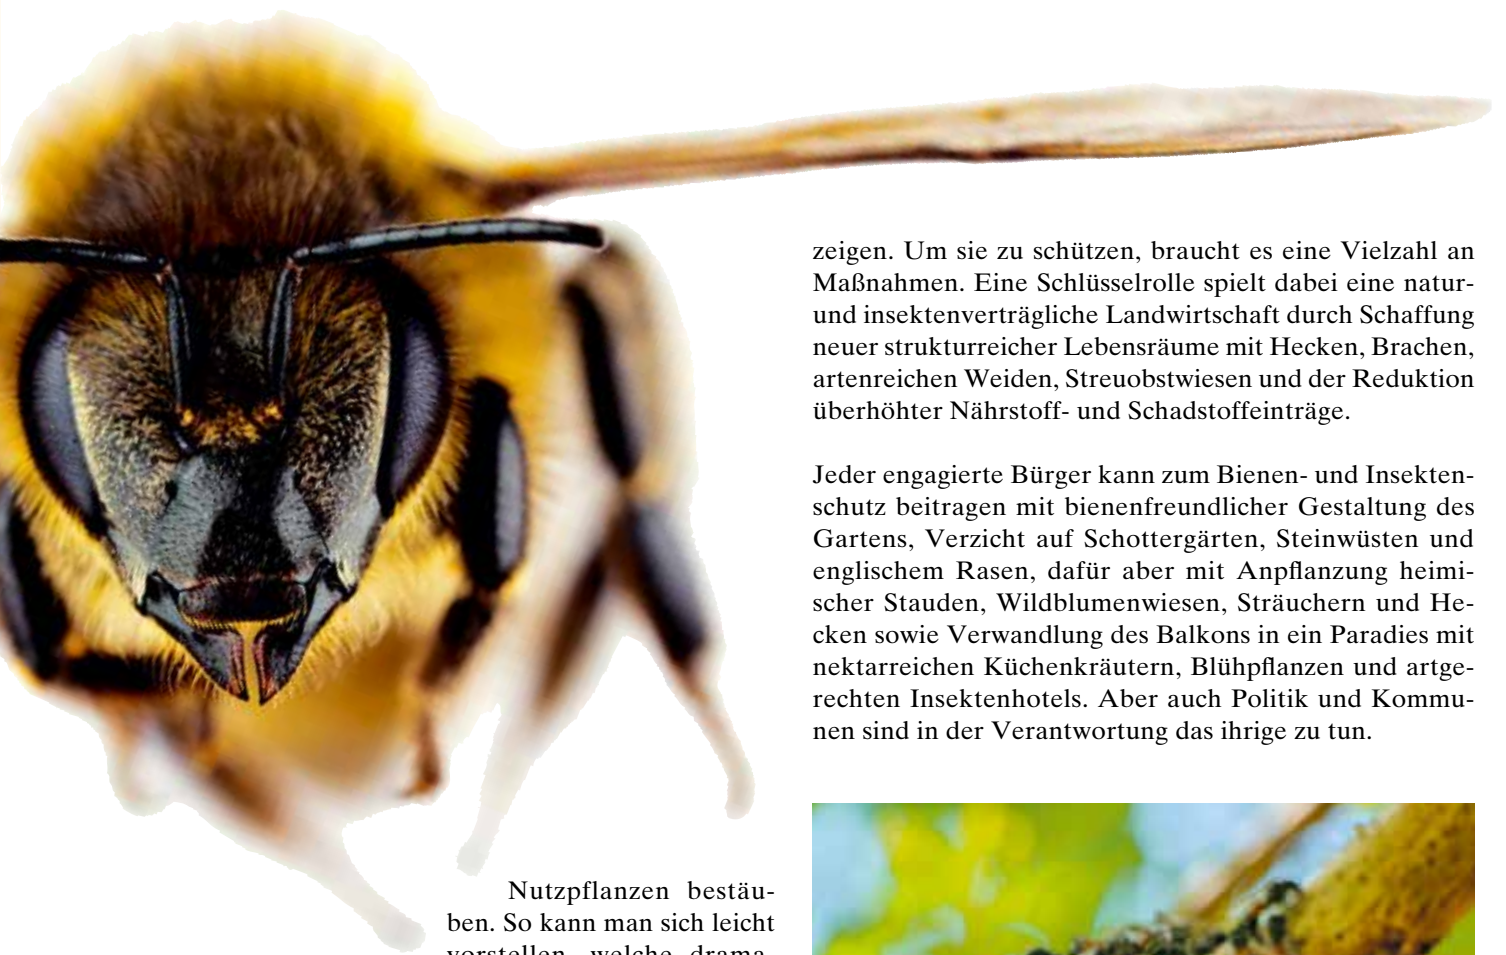 Nutzpflanzen bestäu-
ben. So kann man sich leicht
vorstellen, welche drama-
zeigen. Um sie zu schützen, braucht es eine Vielzahl an
Maßnahmen. Eine Schlüsselrolle spielt dabei eine natur-
und insektenverträgliche Landwirtschaft durch Schaffung
neuer strukturreicher Lebensräume mit Hecken, Brachen,
artenreichen Weiden, Streuobstwiesen und der Reduktion
überhöhter Nährstoff- und Schadstoffeinträge.
Jeder engagierte Bürger kann zum Bienen- und Insekten-
schutz beitragen mit bienenfreundlicher Gestaltung des
Gartens, Verzicht auf Schottergärten, Steinwüsten und
englischem Rasen, dafür aber mit Anpflanzung heimi-
scher Stauden, Wildblumenwiesen, Sträuchern und He-
cken sowie Verwandlung des Balkons in ein Paradies mit
nektarreichen Küchenkräutern, Blühpflanzen und artge-
rechten Insektenhotels. Aber auch Politik und Kommu-
nen sind in der Verantwortung das ihrige zu tun.